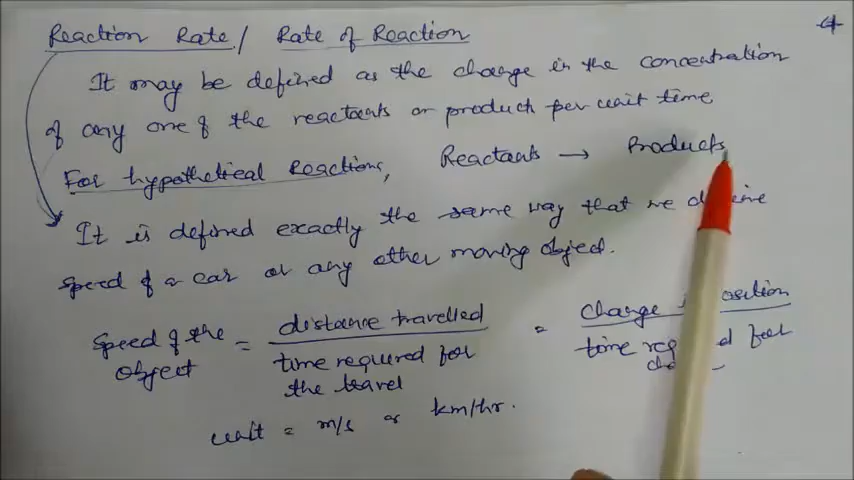 Reaction Rate / Rate of Reaction
4
It may be defined as the change in the concentration
of any one of the reactants or product per unit time
For hypothetical Reactions, Reactants → Products
It is defined exactly the same way that we
speed of a car or any other moving object.
Speed of the object = distance travelled / time required for the travel = Change
time for
unit = m/s or km/hr.